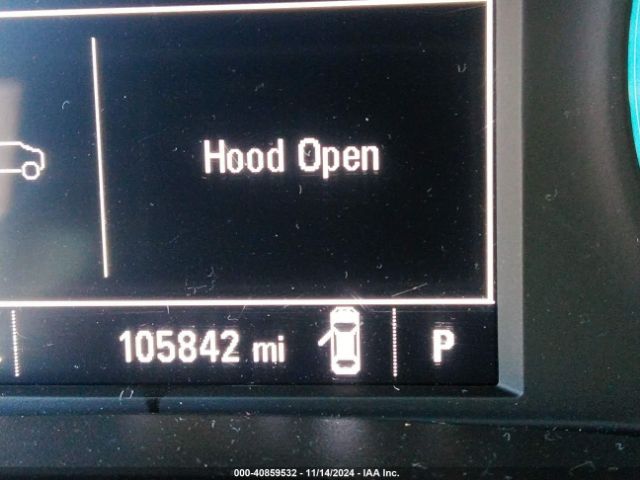 Hood Open
105842 mi
P
000-40859532 - 11/14/2024 - IAA Inc.